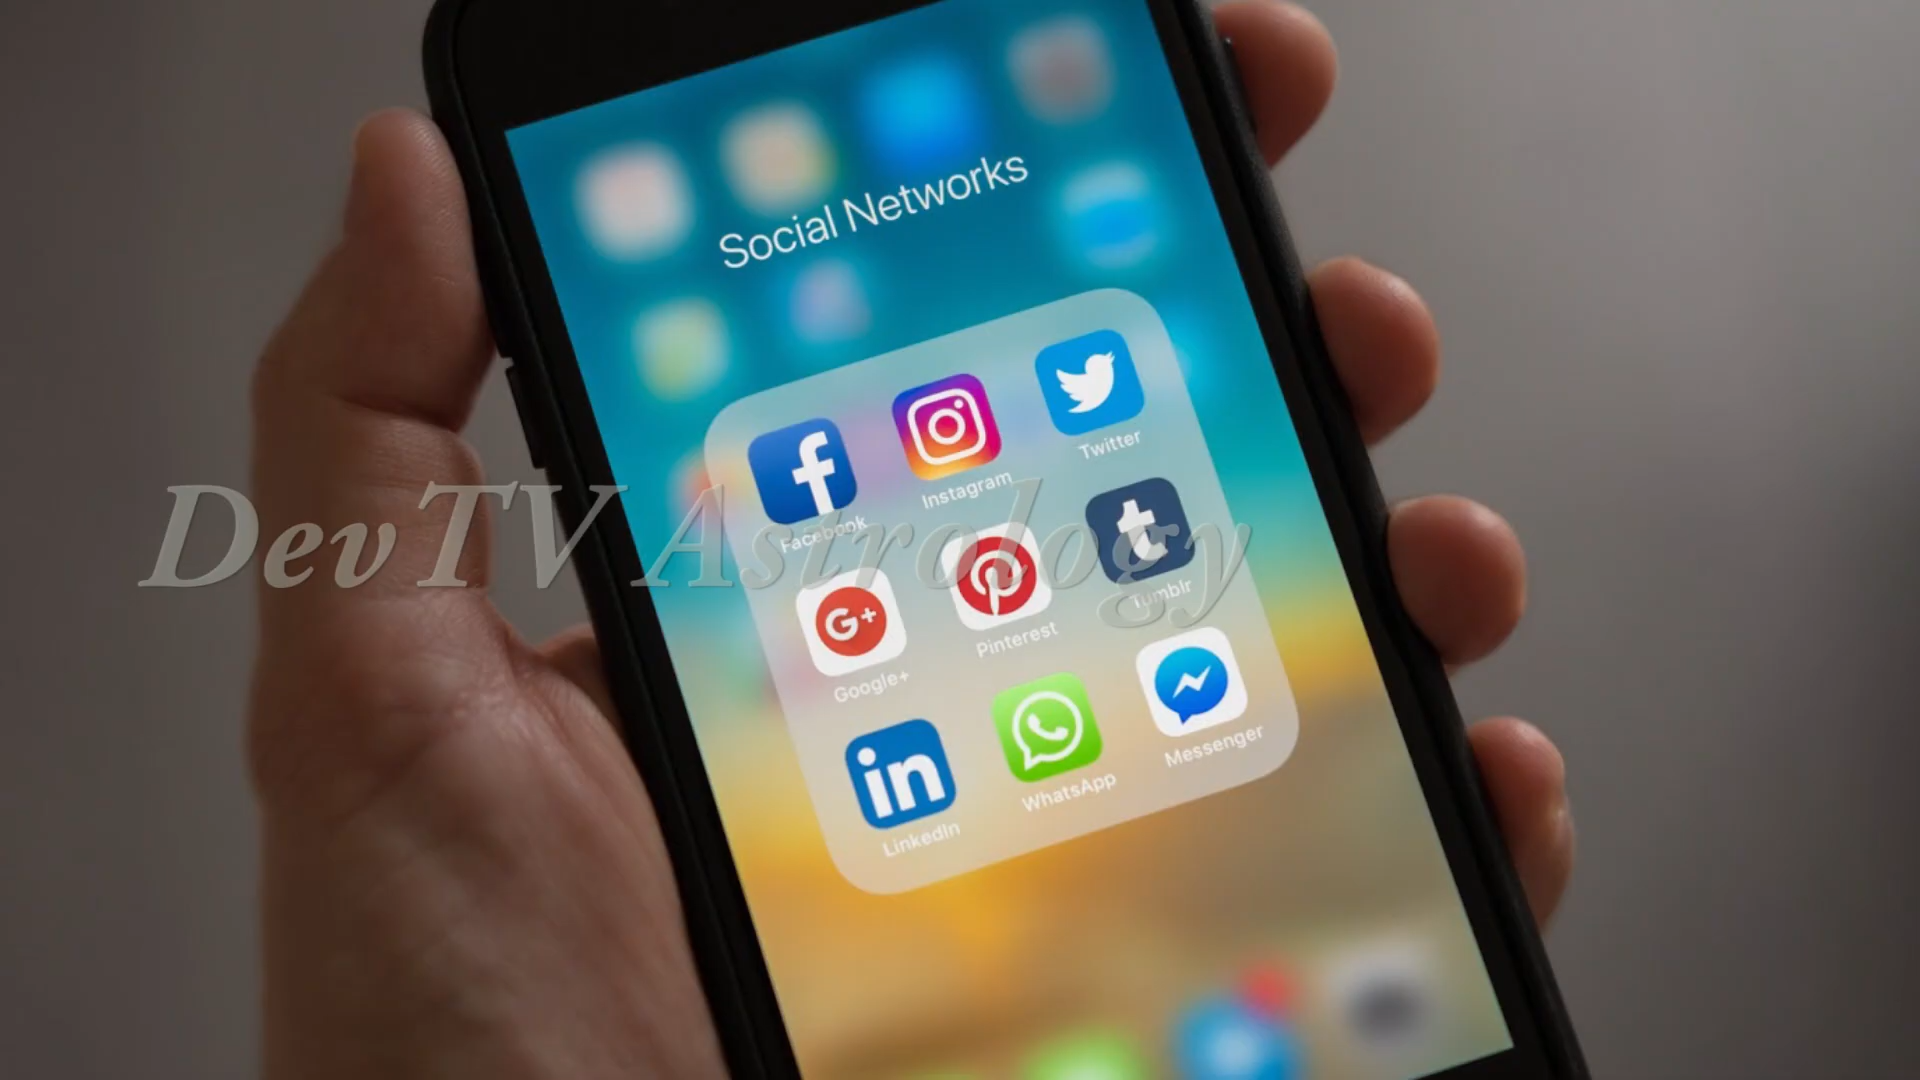 Social Networks
Facebook
Instagram
Twitter
Google+
Pinterest
Tumblr
LinkedIn
WhatsApp
Messenger
DevTV Astrology